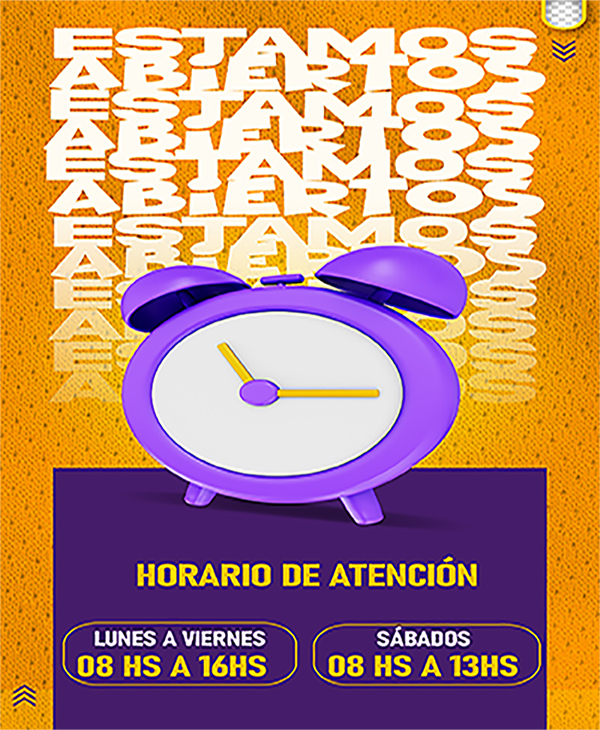 ESTAMOS
ABIERTOS
ESTAMOS
ABIERTOS
ESTAMOS
ABIERTOS
ESTAMOS
ABIERTOS
HORARIO DE ATENCIÓN
LUNES A VIERNES
08 HS A 16HS
SÁBADOS
08 HS A 13HS